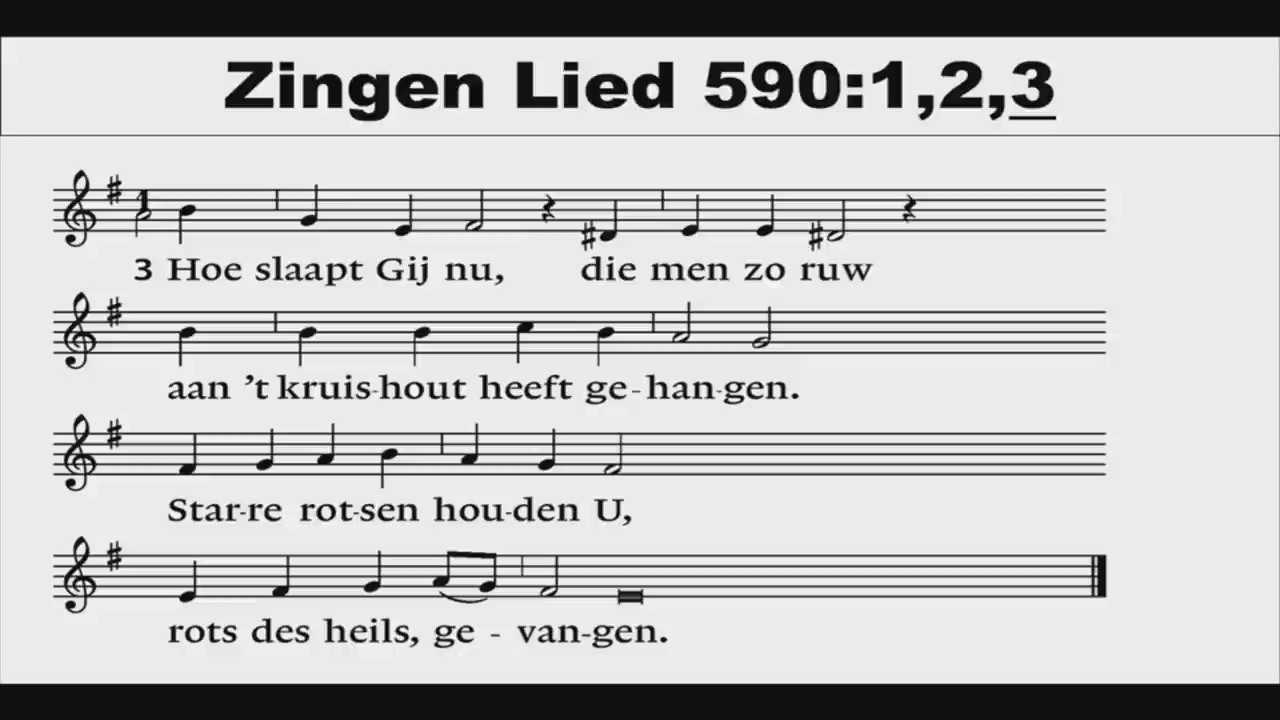 Zingen Lied 590:1,2,3
1
3 Hoe slaapt Gij nu, die men zo ruw
aan 't kruis-hout heeft ge-han-gen.
Star-re rot-sen hou-den U,
rots des heils, ge - van-gen.